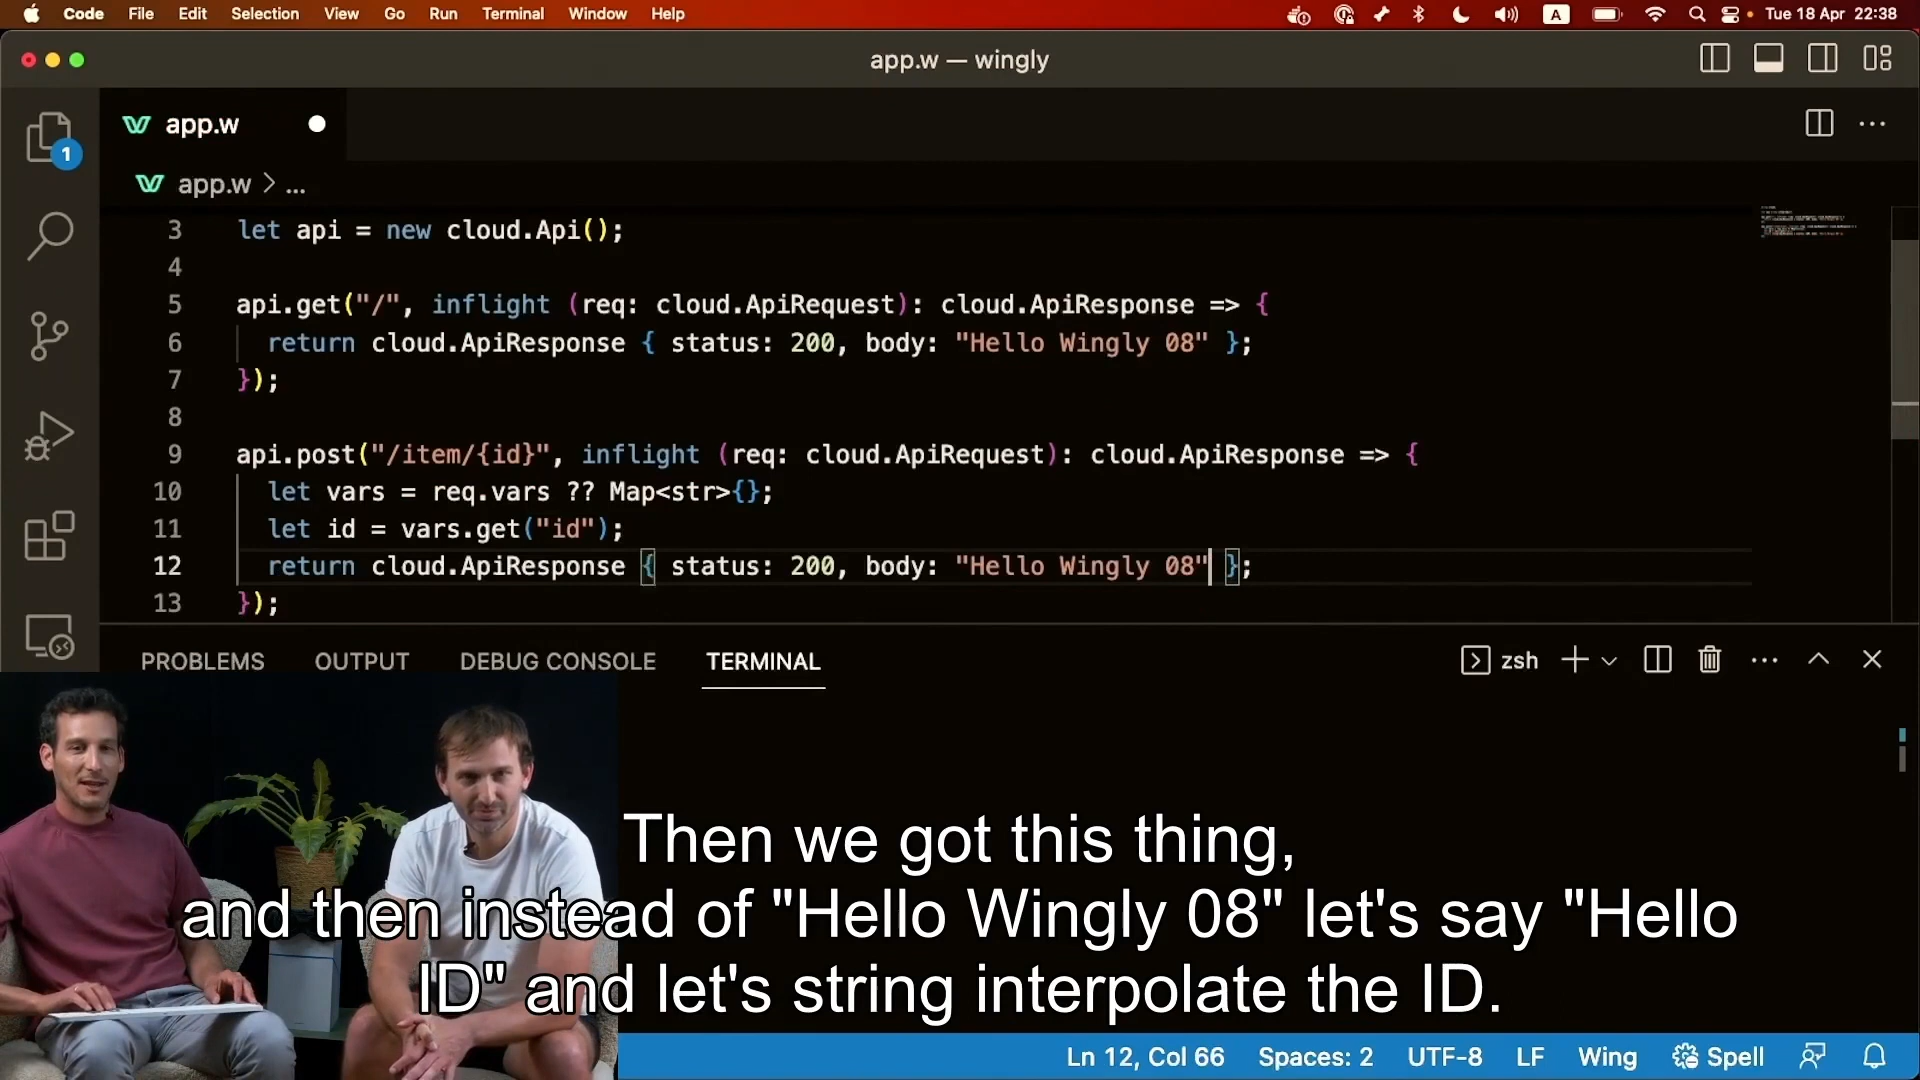 Code File Edit Selection View Go Run Terminal Window Help A Tue 18 Apr 22:38
app.w — wingly
1
app.w
app.w > ...
3 let api = new cloud.Api();
4
5 api.get("/", inflight (req: cloud.ApiRequest): cloud.ApiResponse => {
6 return cloud.ApiResponse { status: 200, body: "Hello Wingly 08" };
7 });
8
9 api.post("/item/{id}", inflight (req: cloud.ApiRequest): cloud.ApiResponse => {
10 let vars = req.vars ?? Map<str>{};
11 let id = vars.get("id");
12 return cloud.ApiResponse { status: 200, body: "Hello Wingly 08" };
13 });
PROBLEMS OUTPUT DEBUG CONSOLE TERMINAL zsh
Then we got this thing,
and then instead of "Hello Wingly 08" let's say "Hello
ID" and let's string interpolate the ID.
Ln 12, Col 66 Spaces: 2 UTF-8 LF Wing Spell